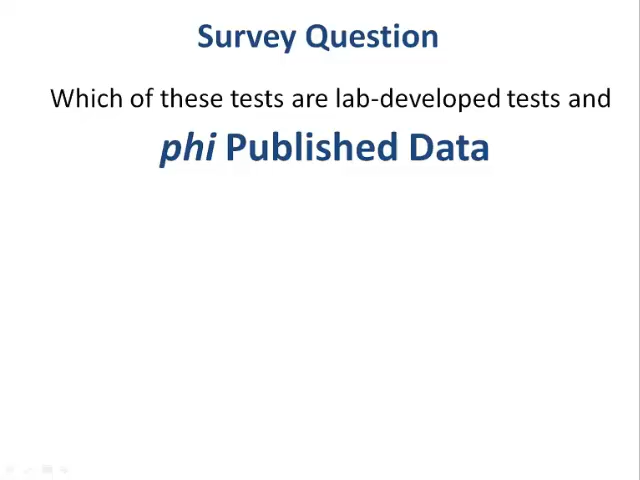 Survey Question
Which of these tests are lab-developed tests and
phi Published Data